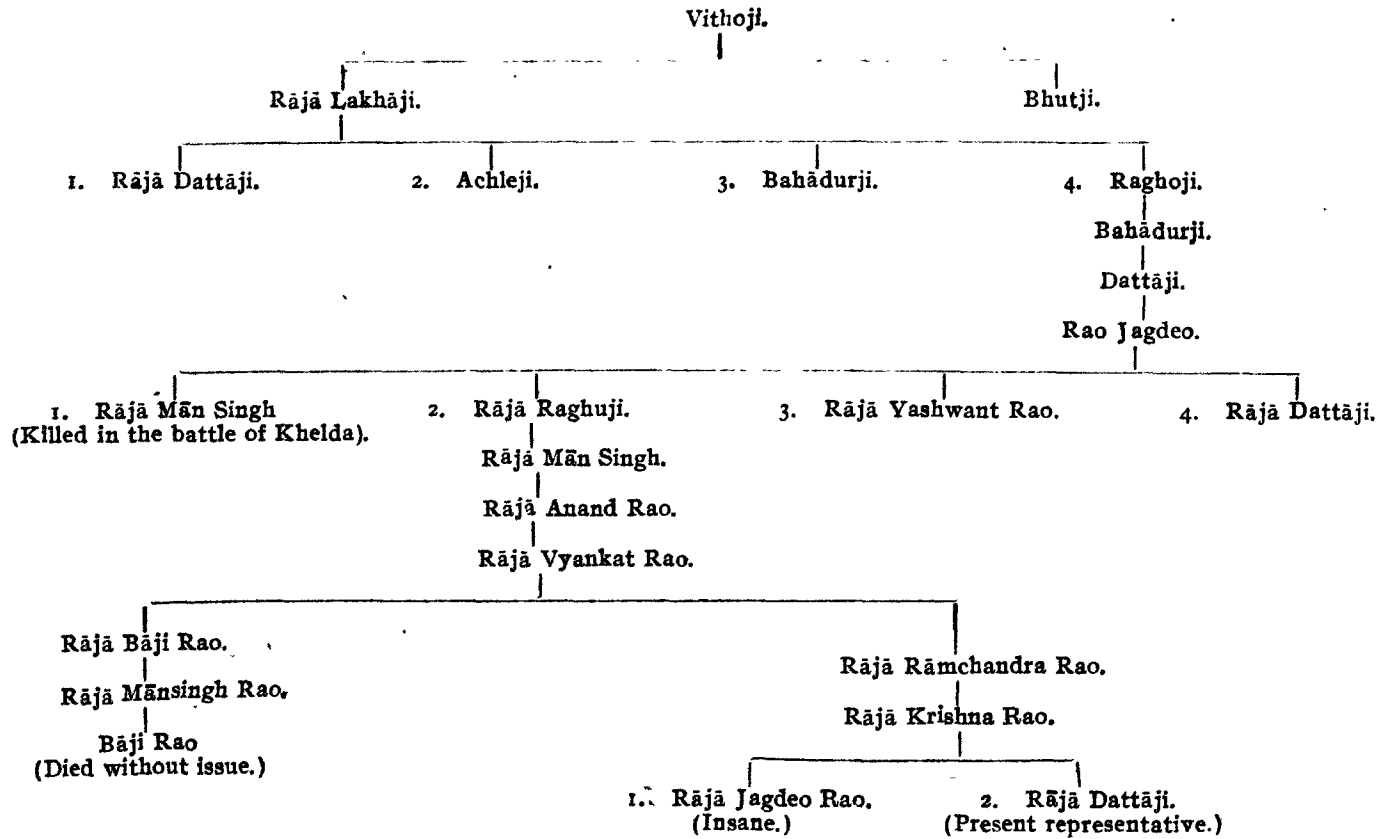 Vithoji.
Rājā Lakhāji. Bhutji.
1. Rājā Dattāji. 2. Achleji. 3. Bahādurji. 4. Raghoji.
Bahādurji.
Dattāji.
Rao Jagdeo.
1. Rājā Mān Singh 2. Rājā Raghuji. 3. Rājā Yashwant Rao. 4. Rājā Dattāji.
(Killed in the battle of Khelda).
Rājā Mān Singh.
Rājā Anand Rao.
Rājā Vyankat Rao.
Rājā Bāji Rao.
Rājā Rāmchandra Rao.
Rājā Mānsingh Rao.
Rājā Krishna Rao.
Bāji Rao
(Died without issue.)
1. Rājā Jagdeo Rao. 2. Rājā Dattāji.
(Insane.) (Present representative.)